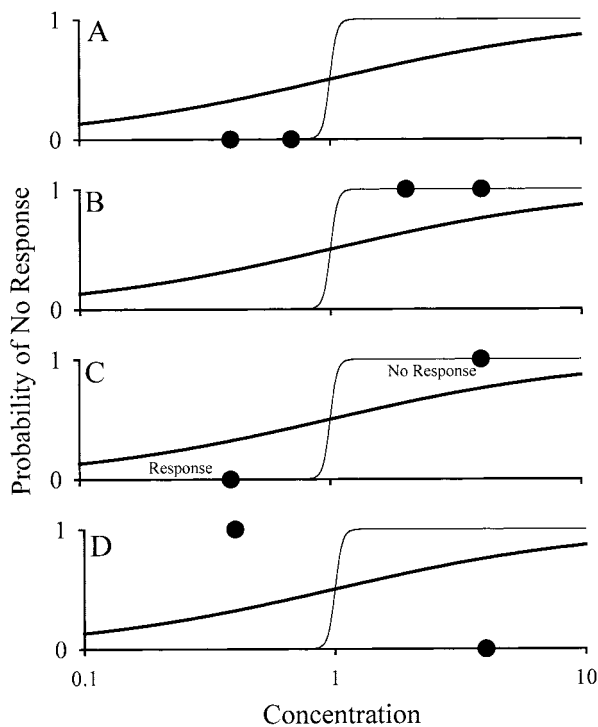 Probability of No Response
1
A
0
1
B
0
1
C
No Response
Response
0
1
D
0
0.1
1
10
Concentration